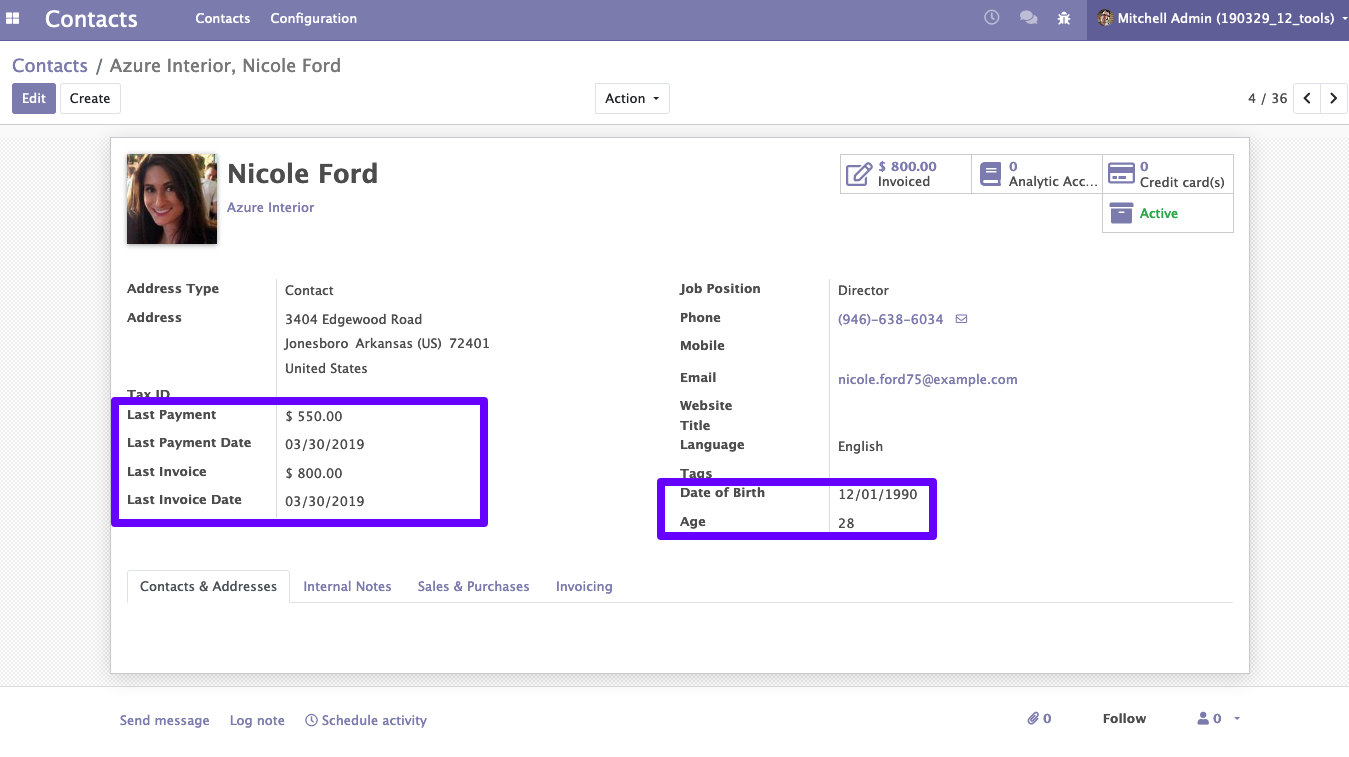 Contacts
Contacts Configuration
Mitchell Admin (190329_12_tools)
Contacts / Azure Interior, Nicole Ford
Edit Create
Action
4 / 36
Nicole Ford
Azure Interior
$ 800.00
Invoiced
0
Analytic Acc...
0
Credit card(s)
Active
Address Type Contact
Address 3404 Edgewood Road
Jonesboro Arkansas (US) 72401
United States
Tax ID
Last Payment $ 550.00
Last Payment Date 03/30/2019
Last Invoice $ 800.00
Last Invoice Date 03/30/2019
Job Position Director
Phone (946)-638-6034
Mobile
Email nicole.ford75@example.com
Website
Title
Language English
Tags
Date of Birth 12/01/1990
Age 28
Contacts & Addresses Internal Notes Sales & Purchases Invoicing
Send message Log note Schedule activity
0 Follow 0